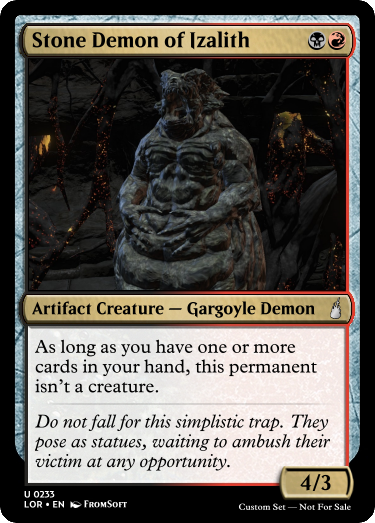 Stone Demon of Izalith
Artifact Creature — Gargoyle Demon
As long as you have one or more
cards in your hand, this permanent
isn't a creature.
Do not fall for this simplistic trap. They
pose as statues, waiting to ambush their
victim at any opportunity.
4/3
U 0233
LOR • EN FromSoft
Custom Set — Not For Sale